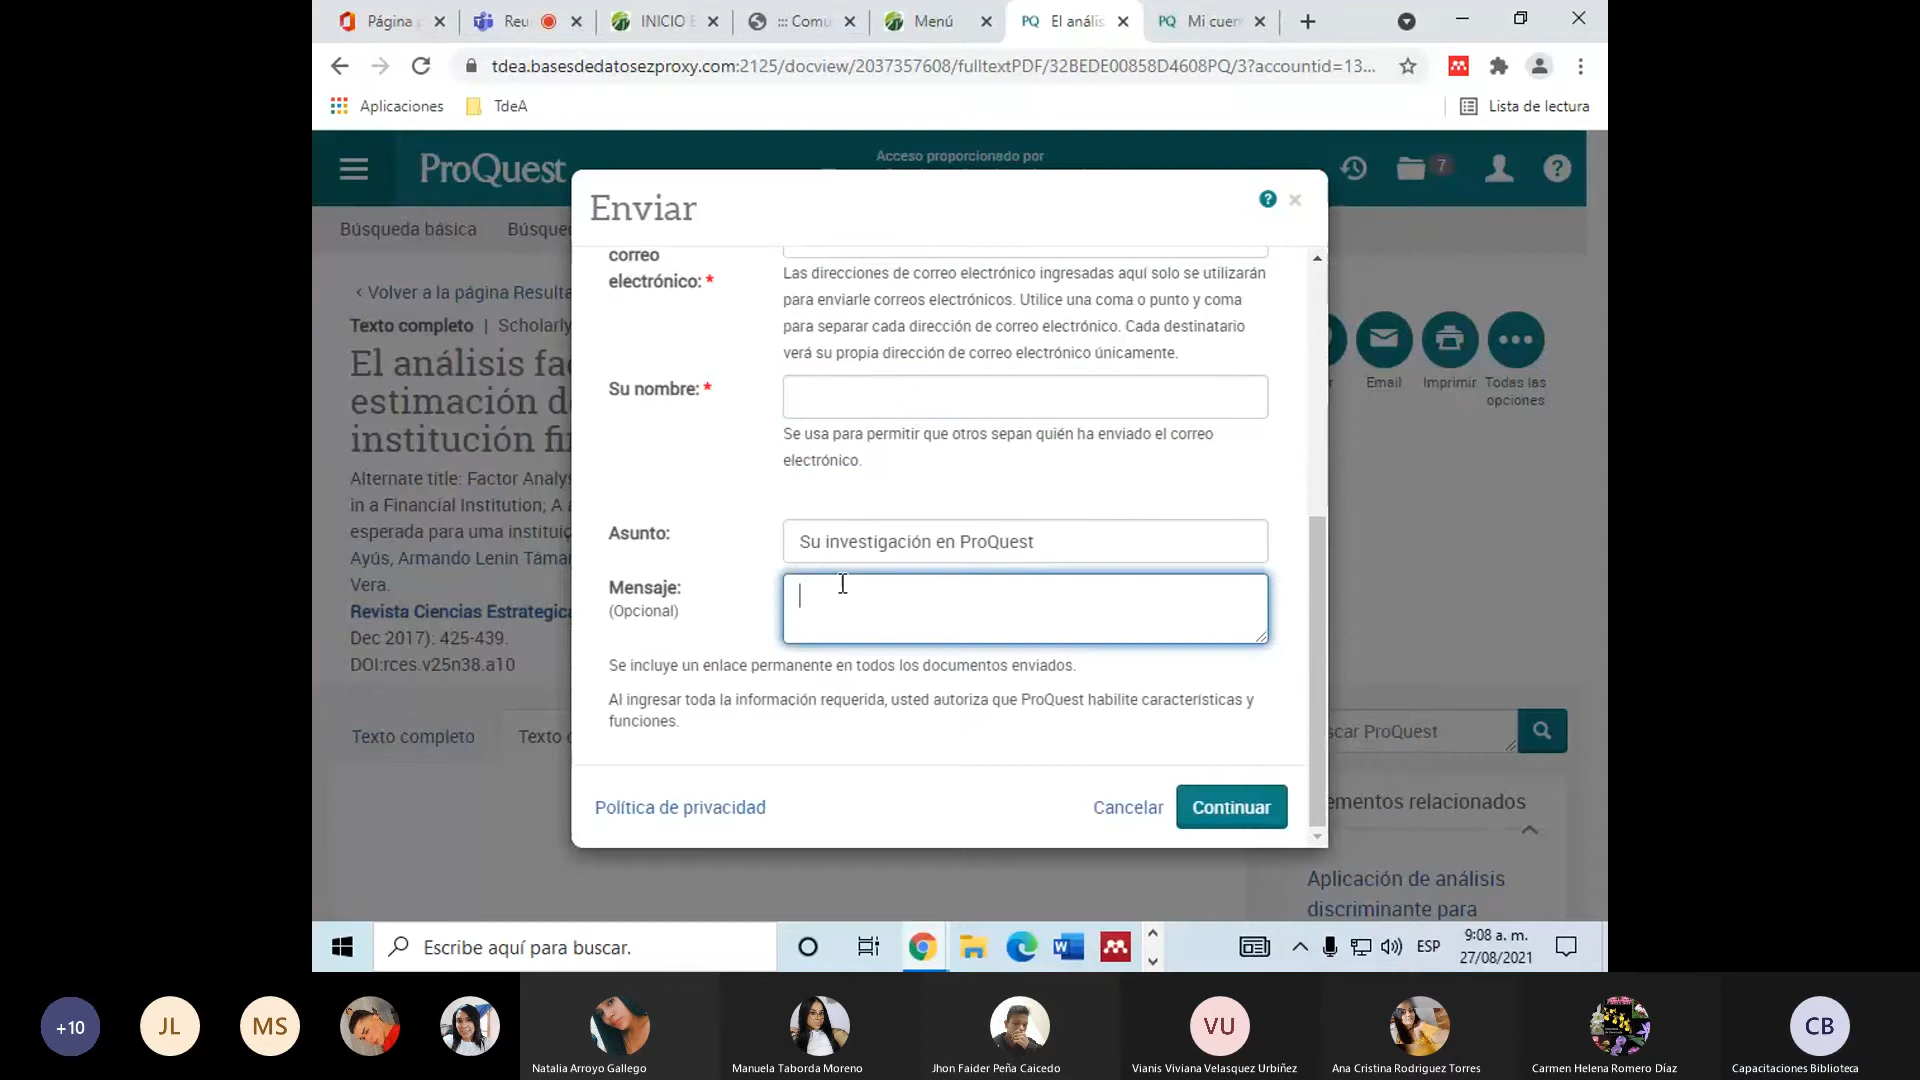 Página
Reu
INICIO E
::: Comu
Menú
PQ El anális
PQ Mi cuen
tdea.basesdedatosezproxy.com:2125/docview/2037357608/fulltextPDF/32BEDE00858D4608PQ/3?accountid=13...
Aplicaciones
TdeA
Lista de lectura
ProQuest
Acceso proporcionado por
7
Búsqueda básica
Búsque
Enviar
‹ Volver a la página Resulta
Texto completo | Scholarly
El análisis fa
estimación d
institución fi
Alternate title: Factor Analys
in a Financial Institution; A
esperada para uma instituiç
Ayús, Armando Lenin Táma
Vera.
Revista Ciencias Estrategica
Dec 2017): 425-439.
DOI:rces.v25n38.a10
Texto completo
Texto
correo
electrónico: *
Las direcciones de correo electrónico ingresadas aquí solo se utilizarán
para enviarle correos electrónicos. Utilice una coma o punto y coma
para separar cada dirección de correo electrónico. Cada destinatario
verá su propia dirección de correo electrónico únicamente.
Su nombre: *
Se usa para permitir que otros sepan quién ha enviado el correo
electrónico.
Asunto:
Su investigación en ProQuest
Mensaje:
(Opcional)
Se incluye un enlace permanente en todos los documentos enviados.
Al ingresar toda la información requerida, usted autoriza que ProQuest habilite características y
funciones.
Política de privacidad
Cancelar
Continuar
r
Email
Imprimir
Todas las
opciones
scar ProQuest
ementos relacionados
Aplicación de análisis
discriminante para
Escribe aquí para buscar.
ESP
9:08 a. m.
27/08/2021
+10
JL
MS
VU
CB
Natalia Arroyo Gallego
Manuela Taborda Moreno
Jhon Faider Peña Caicedo
Vianis Viviana Velasquez Urbiñez
Ana Cristina Rodriguez Torres
Carmen Helena Romero Díaz
Capacitaciones Biblioteca